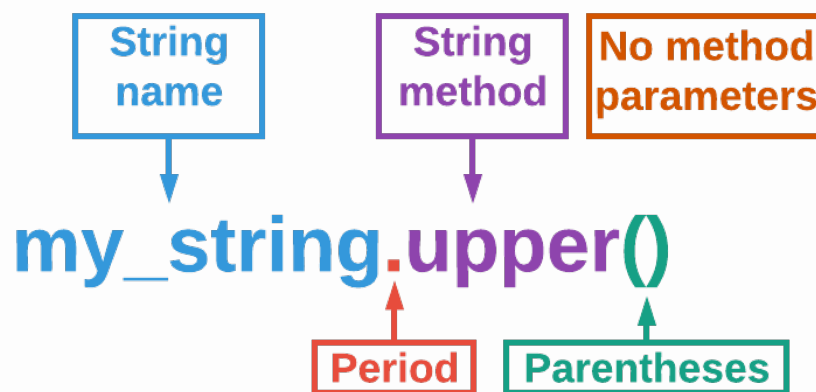 String
name
String
method
No method
parameters
my_string.upper()
Period
Parentheses